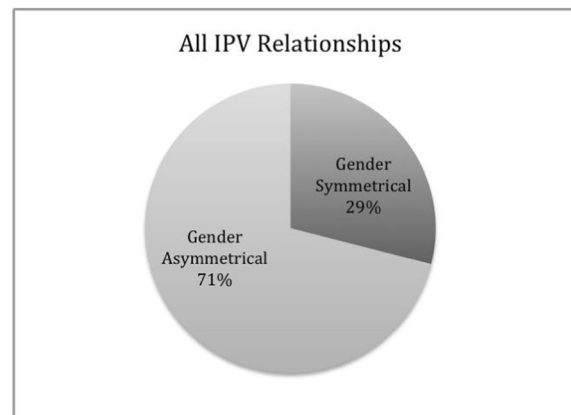 All IPV Relationships
Gender
Symmetrical
29%
Gender
Asymmetrical
71%